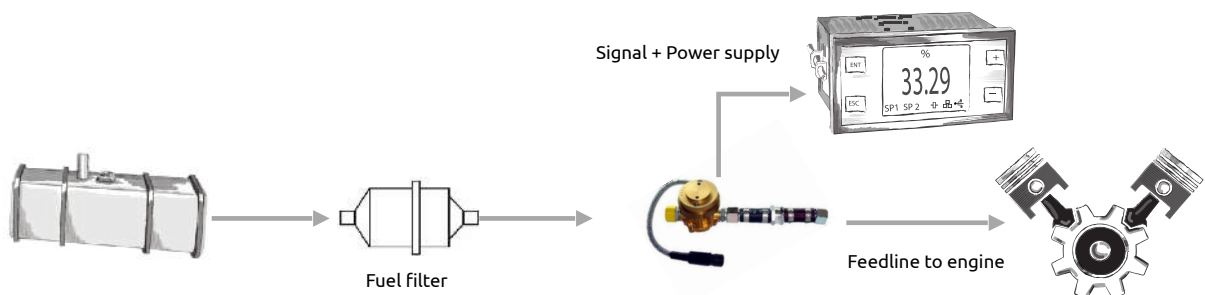 Signal + Power supply
%
ENT
+
33.29
ESC
–
SP1 SP 2
Fuel filter
Feedline to engine